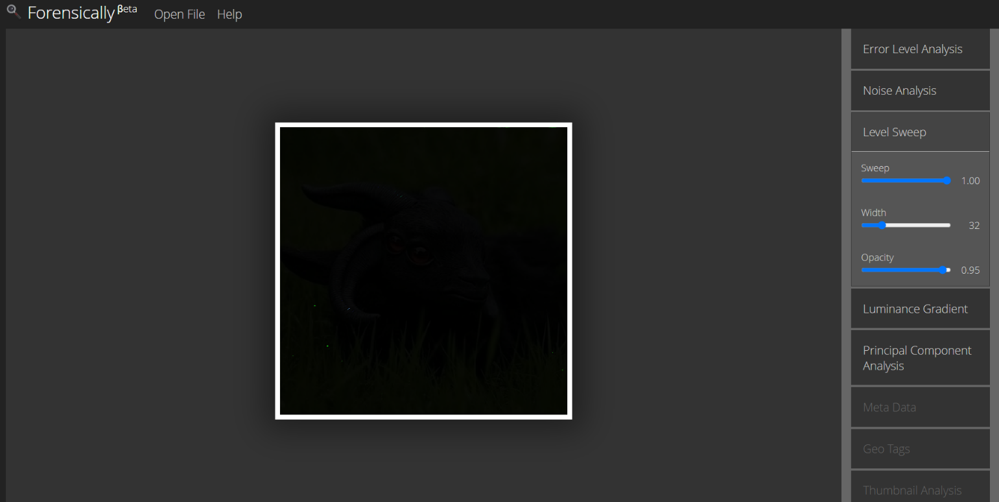 Forensically βeta Open File Help
Error Level Analysis
Noise Analysis
Level Sweep
Sweep
1.00
Width
32
Opacity
0.95
Luminance Gradient
Principal Component
Analysis
Meta Data
Geo Tags
Thumbnail Analysis